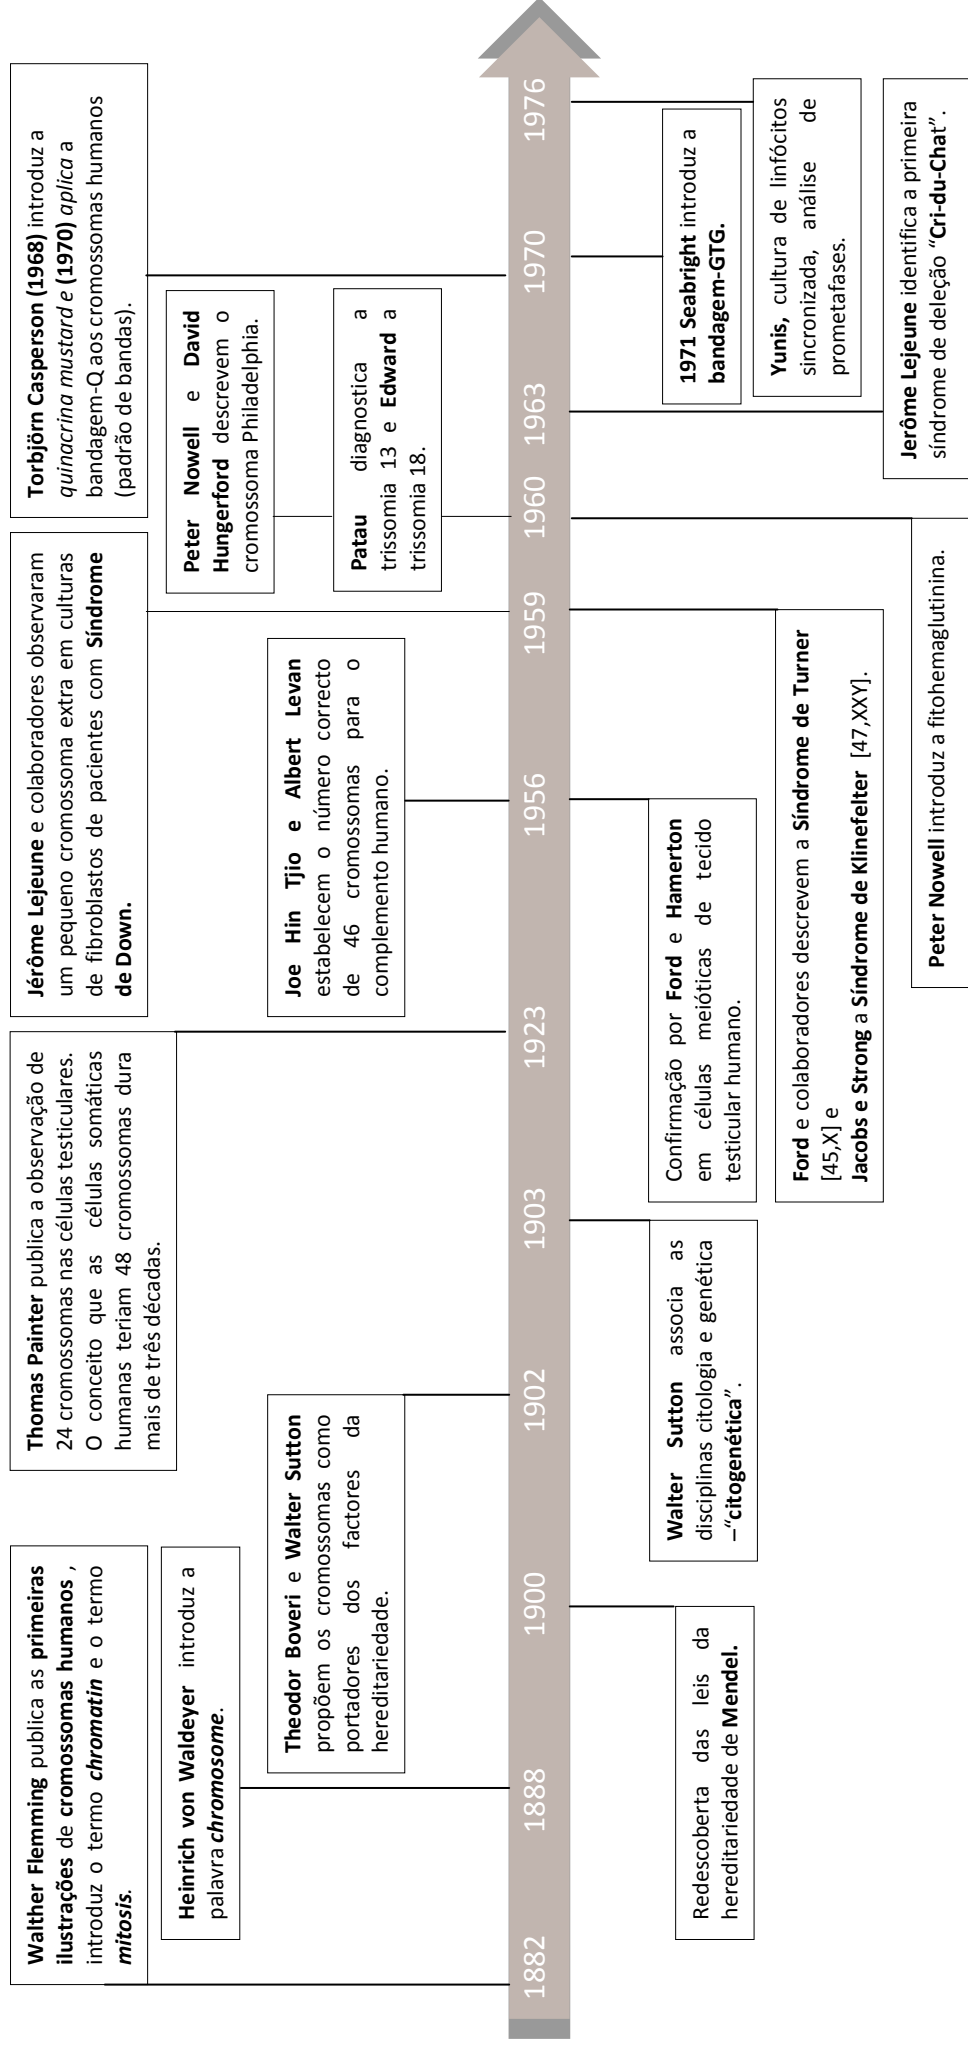 Walther Flemming publica as primeiras
ilustrações de cromossomas humanos ,
introduz o termo chromatin e o termo
mitosis.
Heinrich von Waldeyer introduz a
palavra chromosome.
Theodor Boveri e Walter Sutton
propõem os cromossomas como
portadores dos factores da
hereditariedade.
Thomas Painter publica a observação de
24 cromossomas nas células testiculares.
O conceito que as células somáticas
humanas teriam 48 cromossomas dura
mais de três décadas.
Joe Hin Tjio e Albert Levan
estabelecem o número correcto
de 46 cromossomas para o
complemento humano.
Jérôme Lejeune e colaboradores observaram
um pequeno cromossoma extra em culturas
de fibroblastos de pacientes com Síndrome
de Down.
Peter Nowell e David
Hungerford descrevem o
cromossoma Philadelphia.
Patau diagnostica a
trissomia 13 e Edward a
trissomia 18.
Torbjörn Casperson (1968) introduz a
quinacrina mustard e (1970) aplica a
bandagem-Q aos cromossomas humanos
(padrão de bandas).
1882 1888 1900 1902 1903 1923 1956 1959 1960 1963 1970 1976
Redescoberta das leis da
hereditariedade de Mendel.
Walter Sutton associa as
disciplinas citologia e genética
–“citogenética”.
Confirmação por Ford e Hamerton
em células meióticas de tecido
testicular humano.
Ford e colaboradores descrevem a Síndrome de Turner
[45,X] e
Jacobs e Strong a Síndrome de Klinefelter [47,XXY].
Peter Nowell introduz a fitohemaglutinina.
1971 Seabright introduz a
bandagem-GTG.
Yunis, cultura de linfócitos
sincronizada, análise de
prometafases.
Jerôme Lejeune identifica a primeira
síndrome de deleção “Cri-du-Chat”.